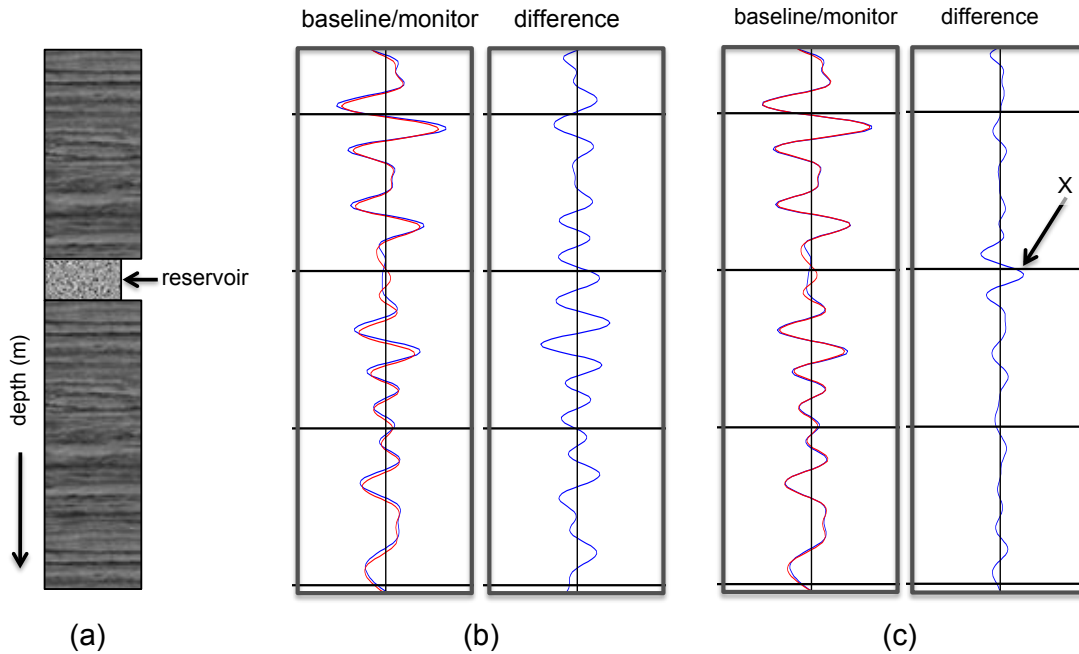 baseline/monitor difference
baseline/monitor difference
X
reservoir
depth (m)
(a)
(b)
(c)